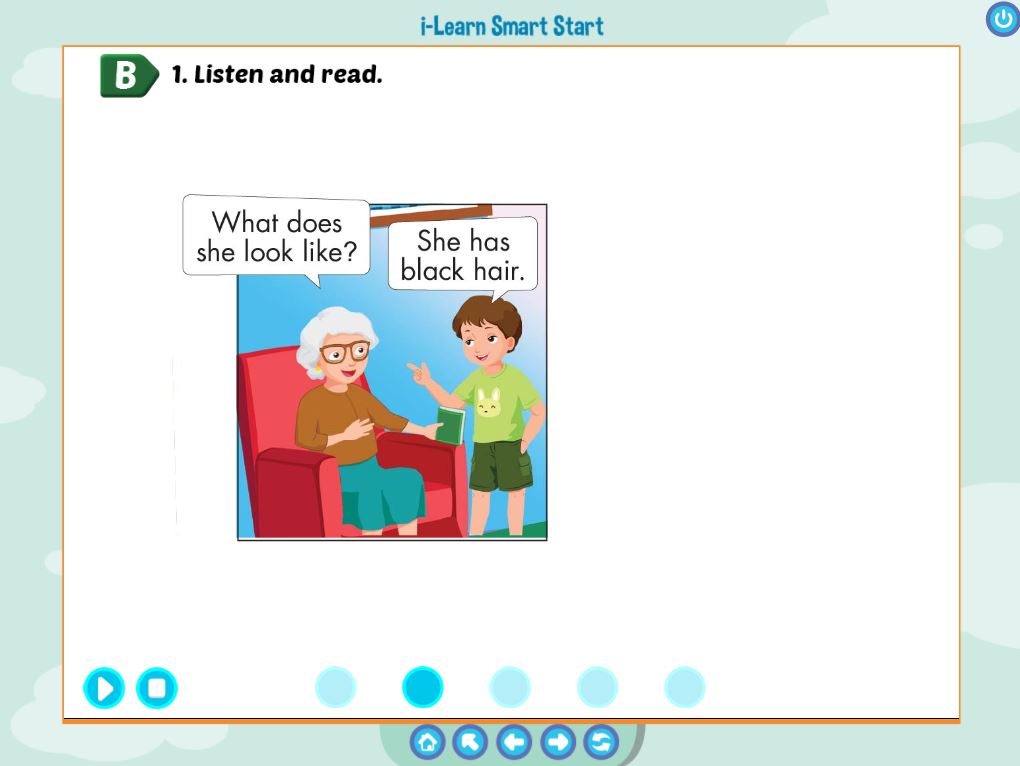 i-Learn Smart Start
B
1. Listen and read.
What does
she look like?
She has
black hair.